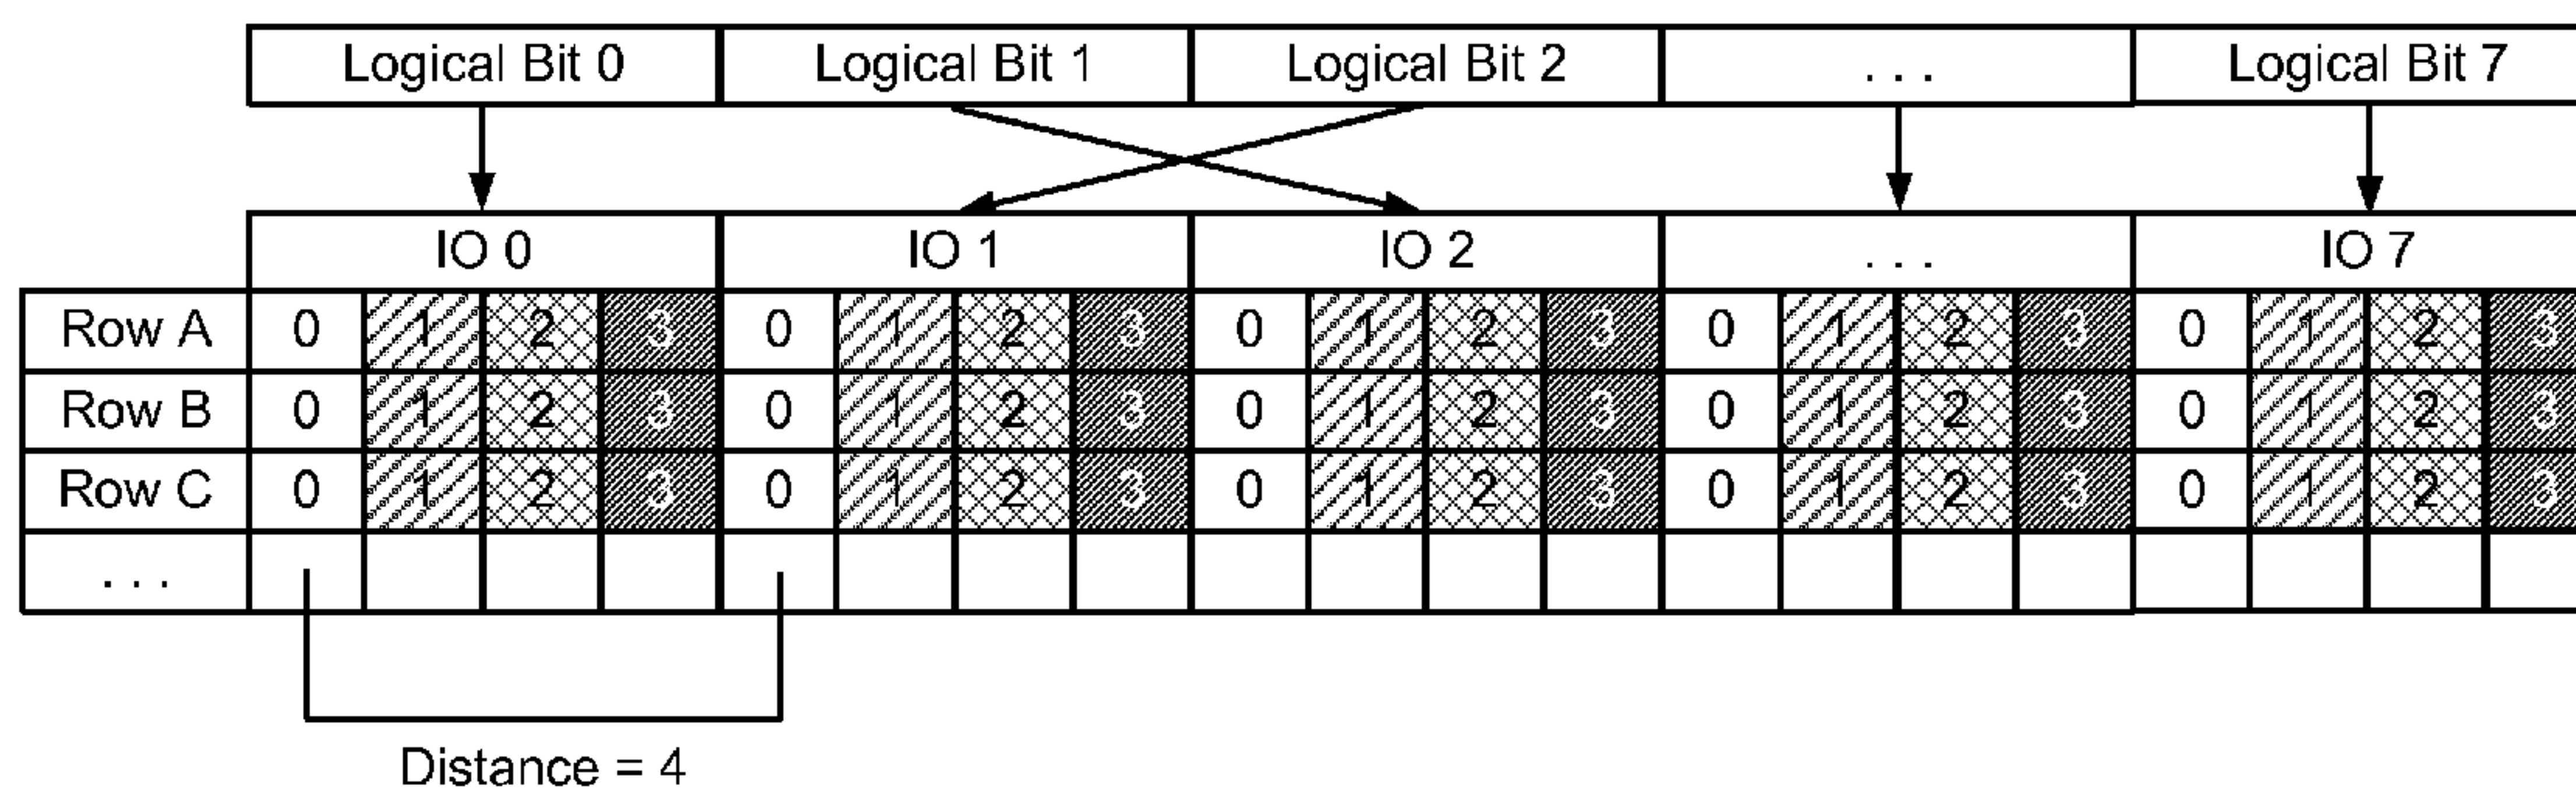 Logical Bit 0 Logical Bit 1 Logical Bit 2 . . . Logical Bit 7
IO 0 IO 1 IO 2 . . . IO 7
Row A 0 1 2 3 0 1 2 3 0 1 2 3 0 1 2 3 0 1 2 3
Row B 0 1 2 3 0 1 2 3 0 1 2 3 0 1 2 3 0 1 2 3
Row C 0 1 2 3 0 1 2 3 0 1 2 3 0 1 2 3 0 1 2 3
. . .
Distance = 4